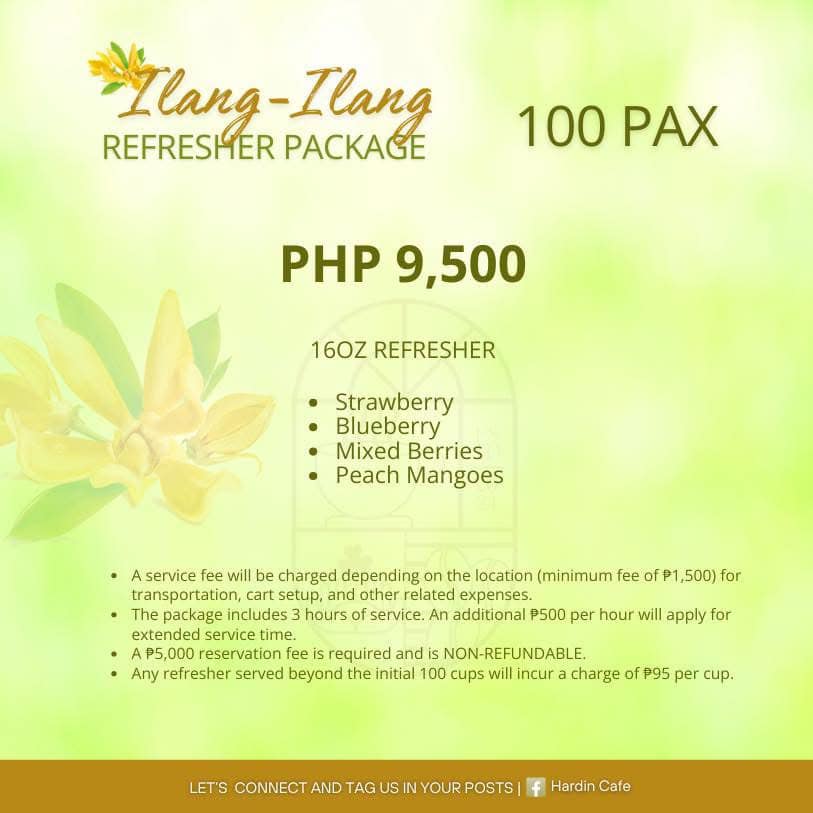 Ilang-Ilang
REFRESHER PACKAGE
100 PAX
PHP 9,500
16OZ REFRESHER
• Strawberry
• Blueberry
• Mixed Berries
• Peach Mangoes
• A service fee will be charged depending on the location (minimum fee of ₱1,500) for
transportation, cart setup, and other related expenses.
• The package includes 3 hours of service. An additional ₱500 per hour will apply for
extended service time.
• A ₱5,000 reservation fee is required and is NON-REFUNDABLE.
• Any refresher served beyond the initial 100 cups will incur a charge of ₱95 per cup.
LET'S CONNECT AND TAG US IN YOUR POSTS | f Hardin Cafe